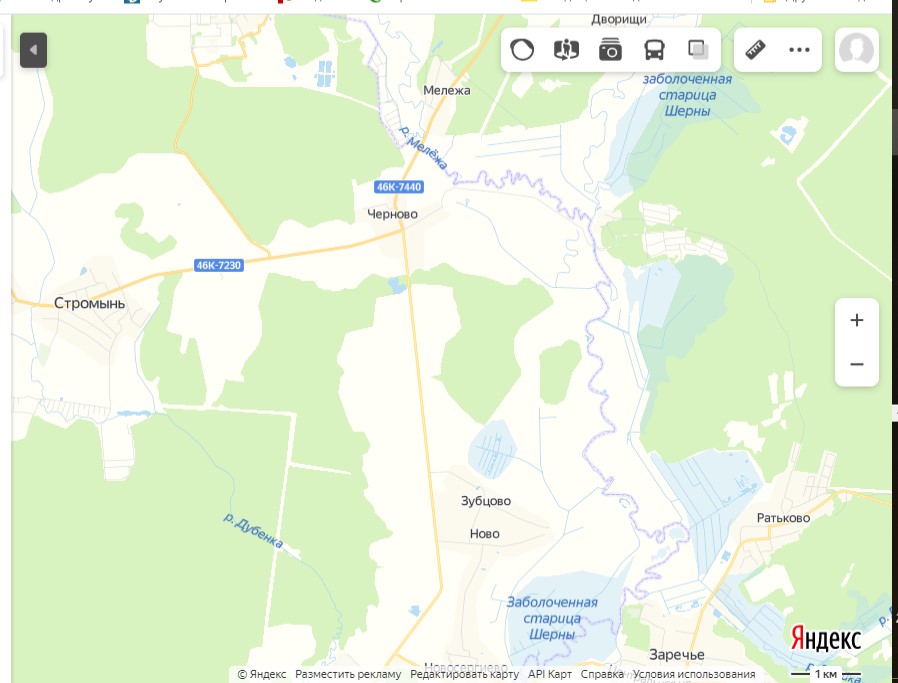 Дворищи
заболоченная
старица
Шерны
Мележа
р. Мелёжа
46К-7440
Черново
46К-7230
Стромынь
Зубцово
Ново
р. Дубенка
Ратьково
Заболоченная
старица
Шерны
Яндекс
Заречье
Новосергиево
© Яндекс Разместить рекламу Редактировать карту API Карт Справка Условия использования
1 км